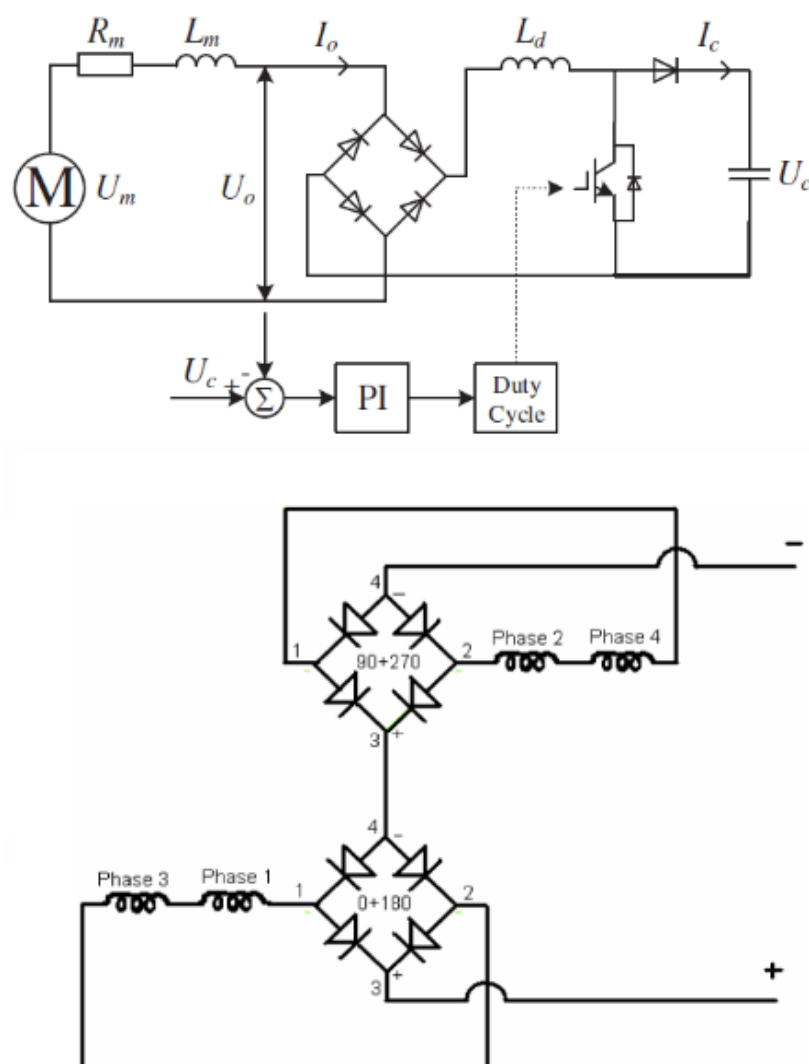 R_m L_m I_o L_d I_c
M U_m U_o U_c
U_c + - Σ PI Duty
Cycle
4 −
1 90+270 2 Phase 2 Phase 4
3 +
−
4 -
Phase 3 Phase 1 1 0+180 2
3 +
+